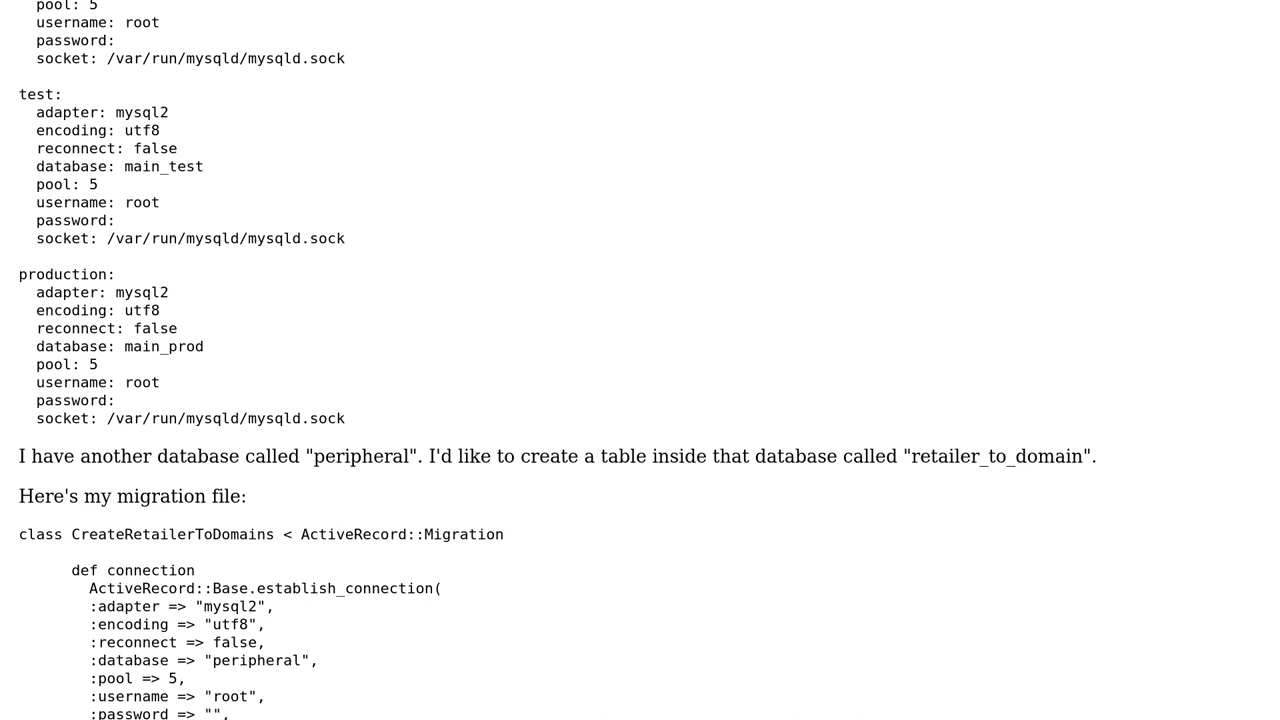 pool: 5
  username: root
  password:
  socket: /var/run/mysqld/mysqld.sock

test:
  adapter: mysql2
  encoding: utf8
  reconnect: false
  database: main_test
  pool: 5
  username: root
  password:
  socket: /var/run/mysqld/mysqld.sock

production:
  adapter: mysql2
  encoding: utf8
  reconnect: false
  database: main_prod
  pool: 5
  username: root
  password:
  socket: /var/run/mysqld/mysqld.sock

I have another database called "peripheral". I'd like to create a table inside that database called "retailer_to_domain".

Here's my migration file:

class CreateRetailerToDomains < ActiveRecord::Migration

      def connection
        ActiveRecord::Base.establish_connection(
        :adapter => "mysql2",
        :encoding => "utf8",
        :reconnect => false,
        :database => "peripheral",
        :pool => 5,
        :username => "root",
        :password => "",